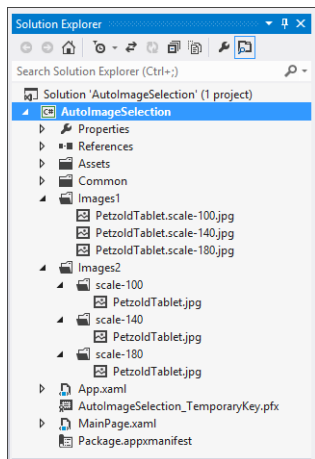 Solution Explorer
Search Solution Explorer (Ctrl+;)
Solution 'AutoImageSelection' (1 project)
C# AutoImageSelection
Properties
References
Assets
Common
Images1
PetzoldTablet.scale-100.jpg
PetzoldTablet.scale-140.jpg
PetzoldTablet.scale-180.jpg
Images2
scale-100
PetzoldTablet.jpg
scale-140
PetzoldTablet.jpg
scale-180
PetzoldTablet.jpg
App.xaml
AutoImageSelection_TemporaryKey.pfx
MainPage.xaml
Package.appxmanifest